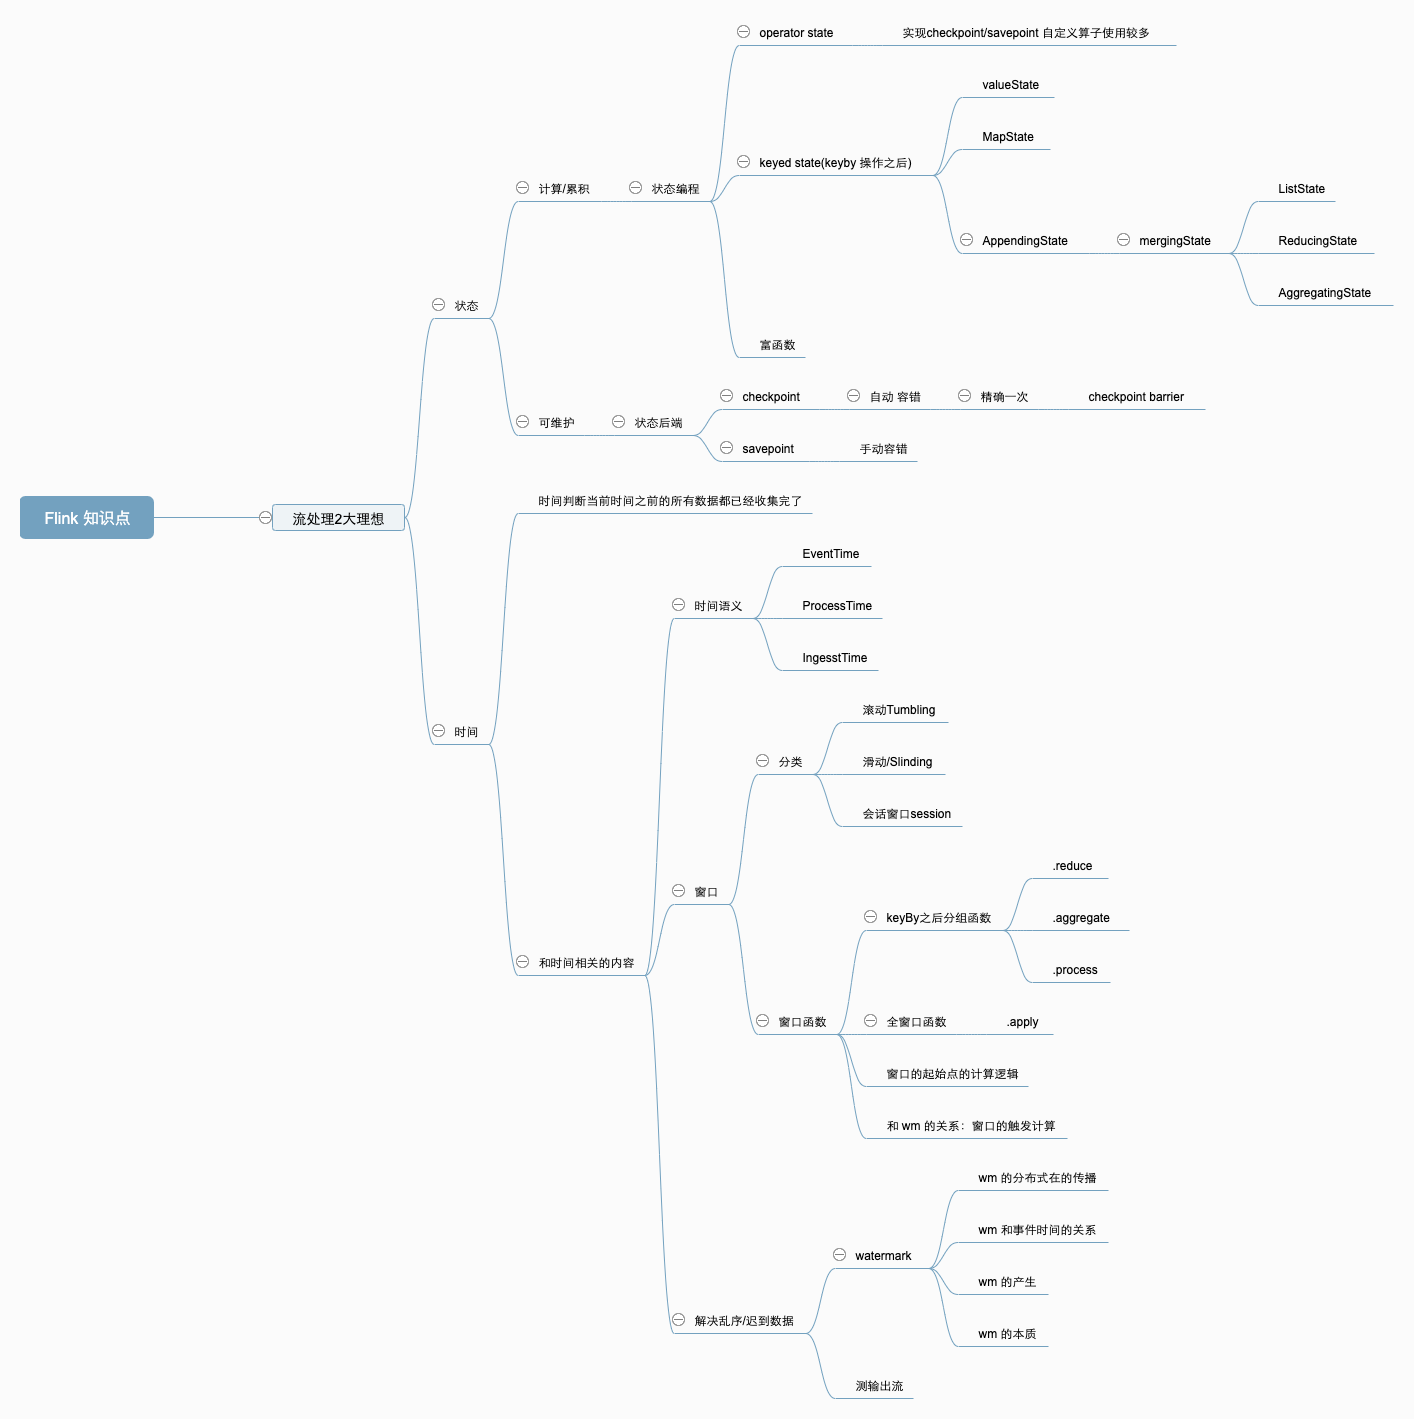 Flink 知识点
流处理2大理想
状态
计算/累积
状态编程
operator state
实现checkpoint/savepoint 自定义算子使用较多
keyed state(keyby 操作之后)
valueState
MapState
AppendingState
mergingState
ListState
ReducingState
AggregatingState
富函数
可维护
状态后端
checkpoint
自动 容错
精确一次
checkpoint barrier
savepoint
手动容错
时间
时间判断当前时间之前的所有数据都已经收集完了
和时间相关的内容
时间语义
EventTime
ProcessTime
IngesstTime
窗口
分类
滚动Tumbling
滑动/Slinding
会话窗口session
窗口函数
keyBy之后分组函数
.reduce
.aggregate
.process
全窗口函数
.apply
窗口的起始点的计算逻辑
和 wm 的关系：窗口的触发计算
解决乱序/迟到数据
watermark
wm 的分布式在的传播
wm 和事件时间的关系
wm 的产生
wm 的本质
测输出流